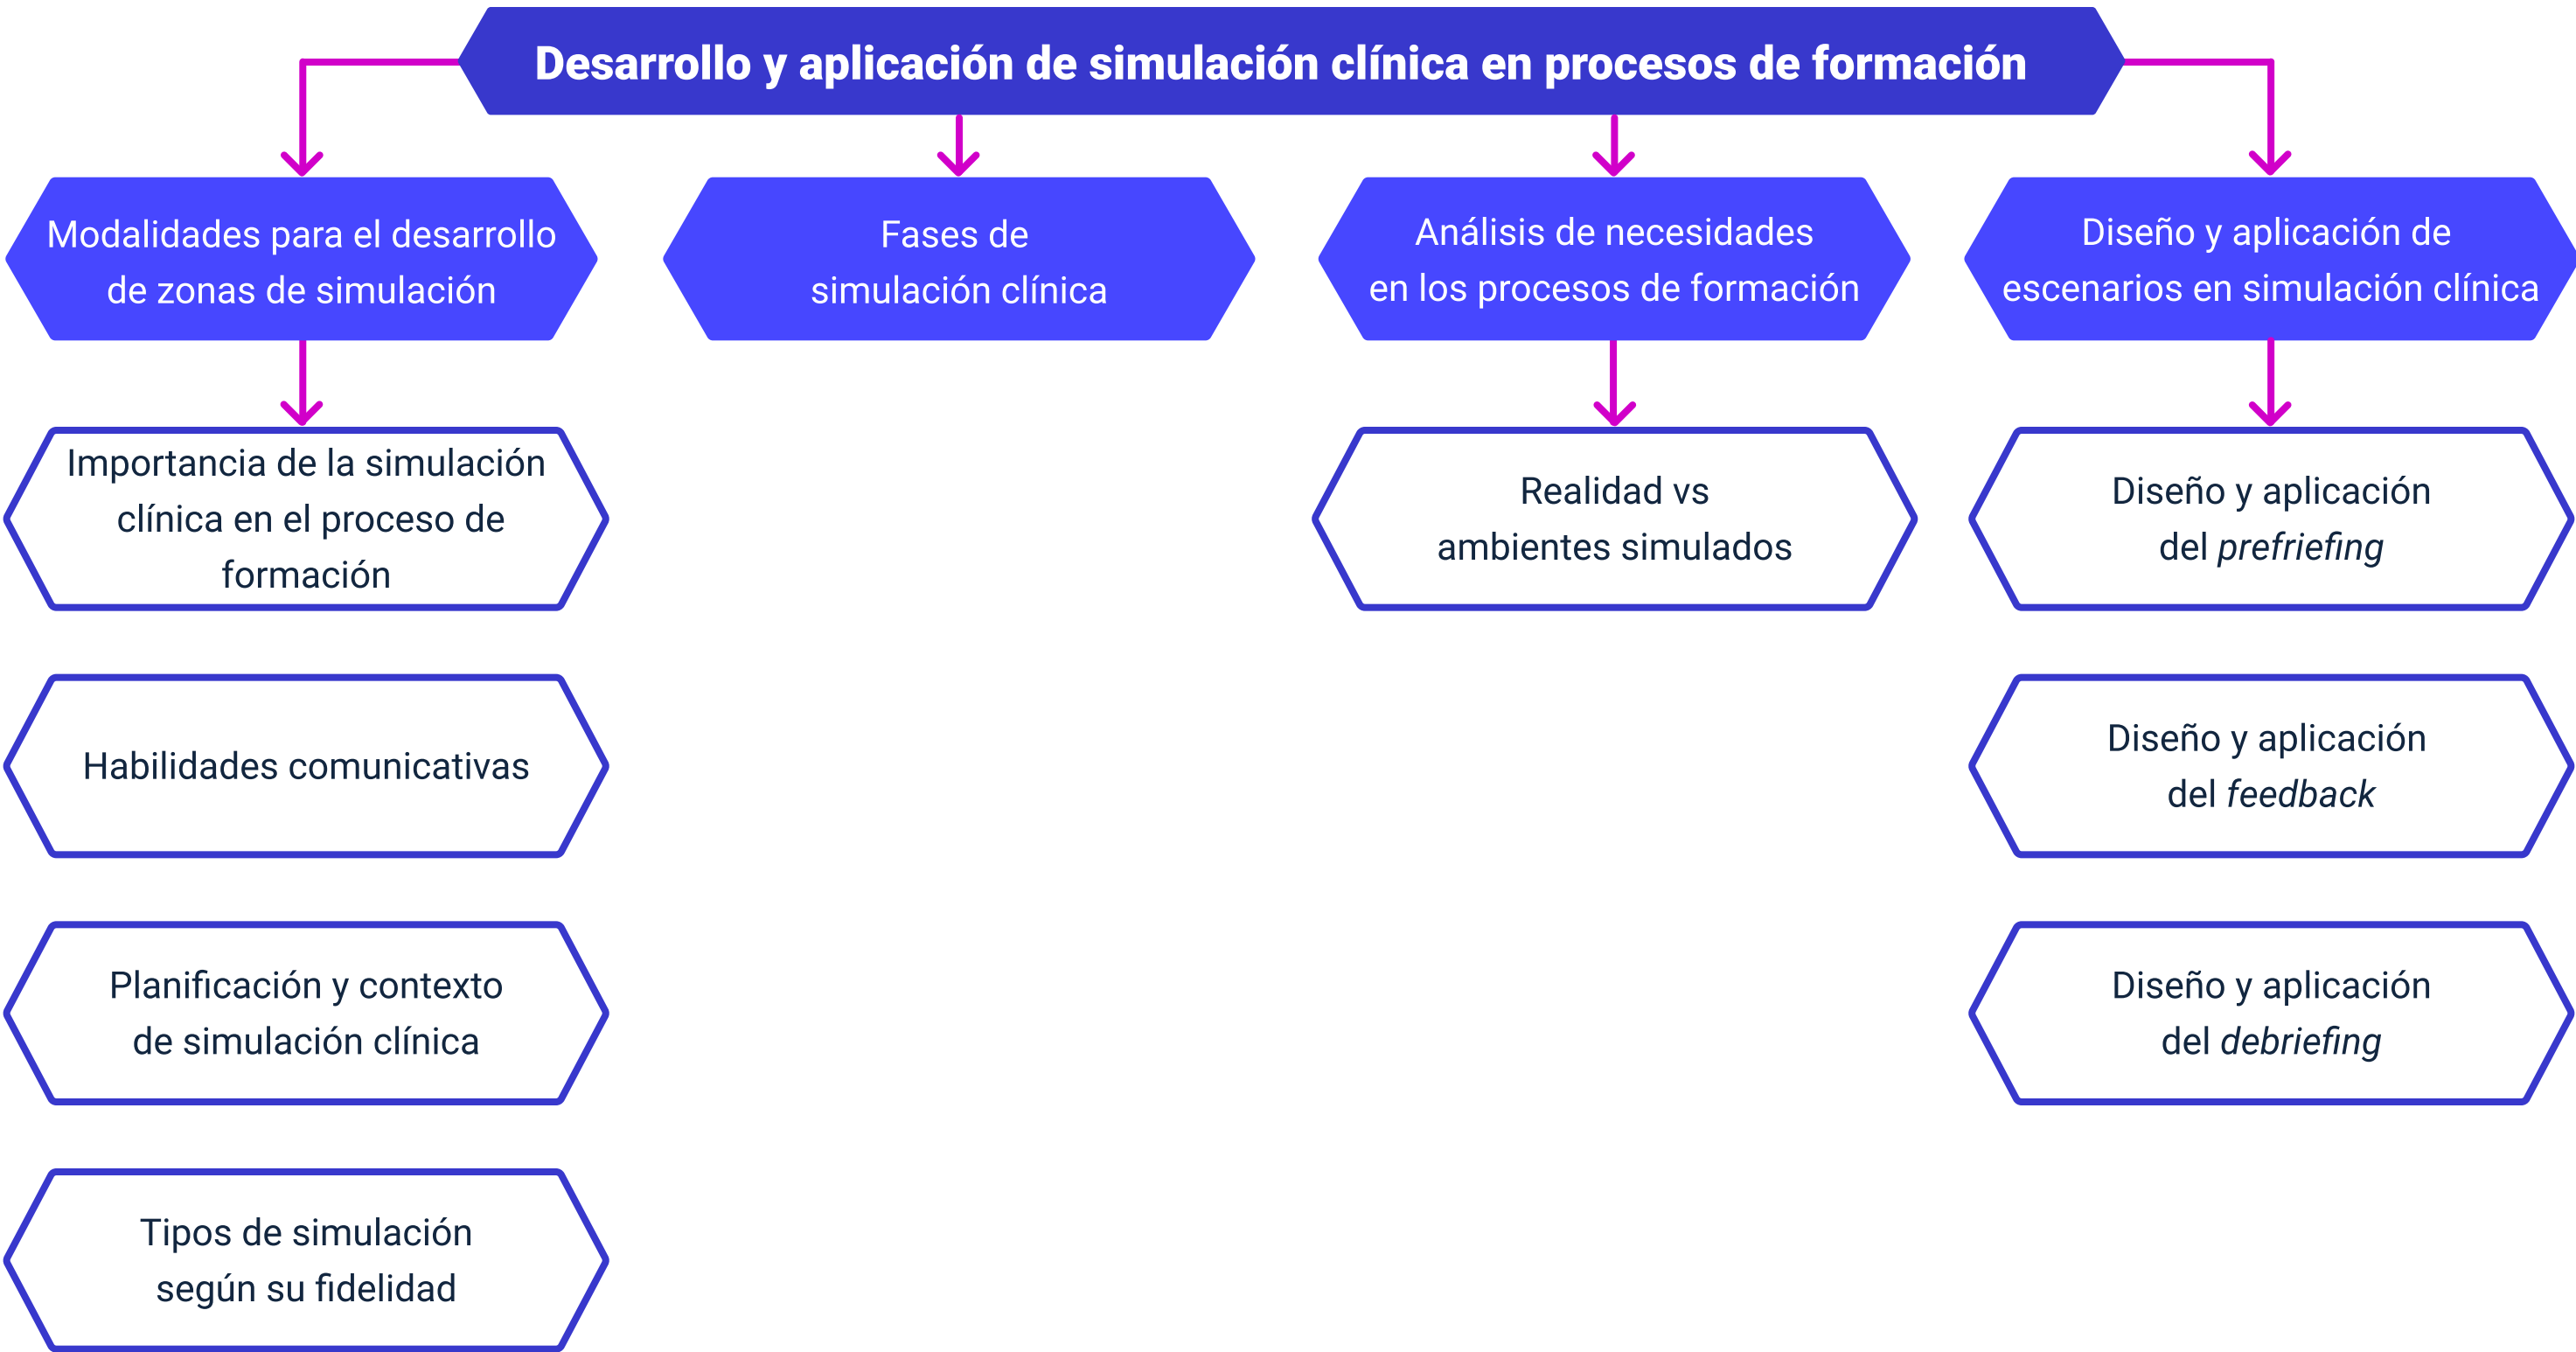 Desarrollo y aplicación de simulación clínica en procesos de formación
Modalidades para el desarrollo
de zonas de simulación
Fases de
simulación clínica
Análisis de necesidades
en los procesos de formación
Diseño y aplicación de
escenarios en simulación clínica
Importancia de la simulación
clínica en el proceso de
formación
Habilidades comunicativas
Planificación y contexto
de simulación clínica
Tipos de simulación
según su fidelidad
Realidad vs
ambientes simulados
Diseño y aplicación
del prefriefing
Diseño y aplicación
del feedback
Diseño y aplicación
del debriefing